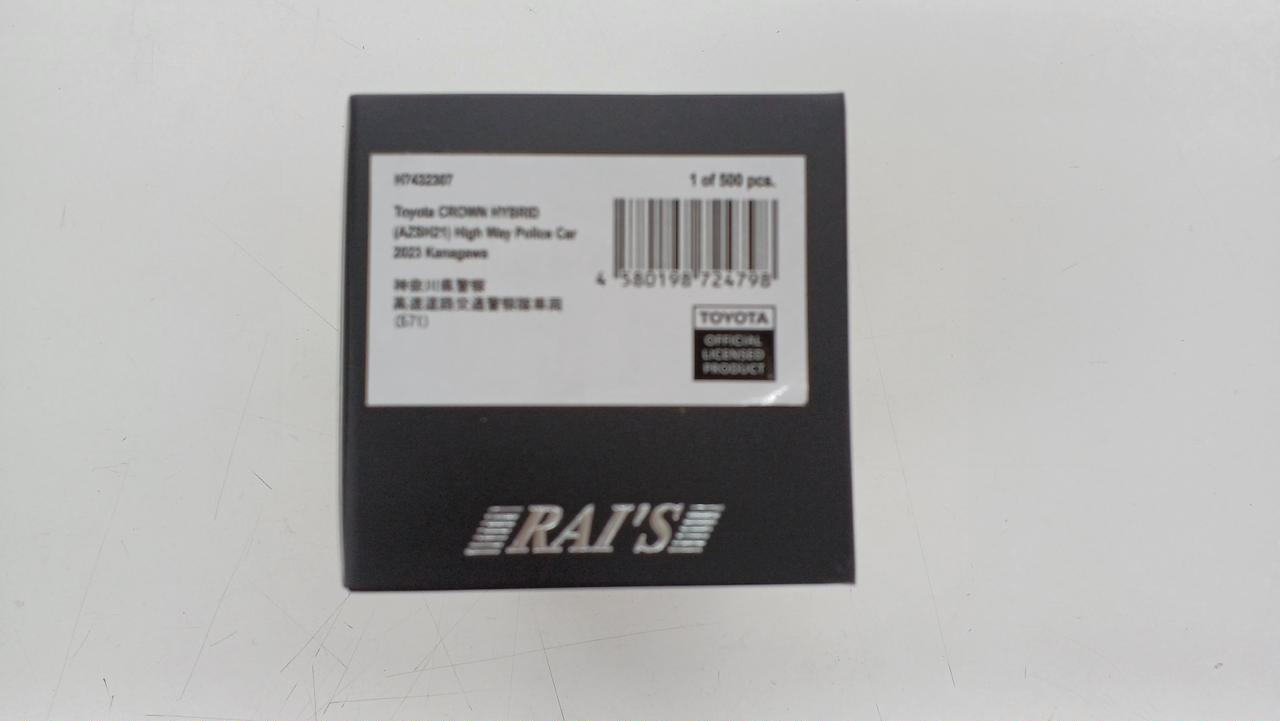 H7432307
1 of 500 pcs.
Toyota CROWN HYBRID
(AZSH21) High Way Police Car
2023 Kanagawa
神奈川県警察
高速道路交通警察隊車両
(571)
4 580198 724798
TOYOTA
OFFICIAL
LICENSED
PRODUCT
RAI'S